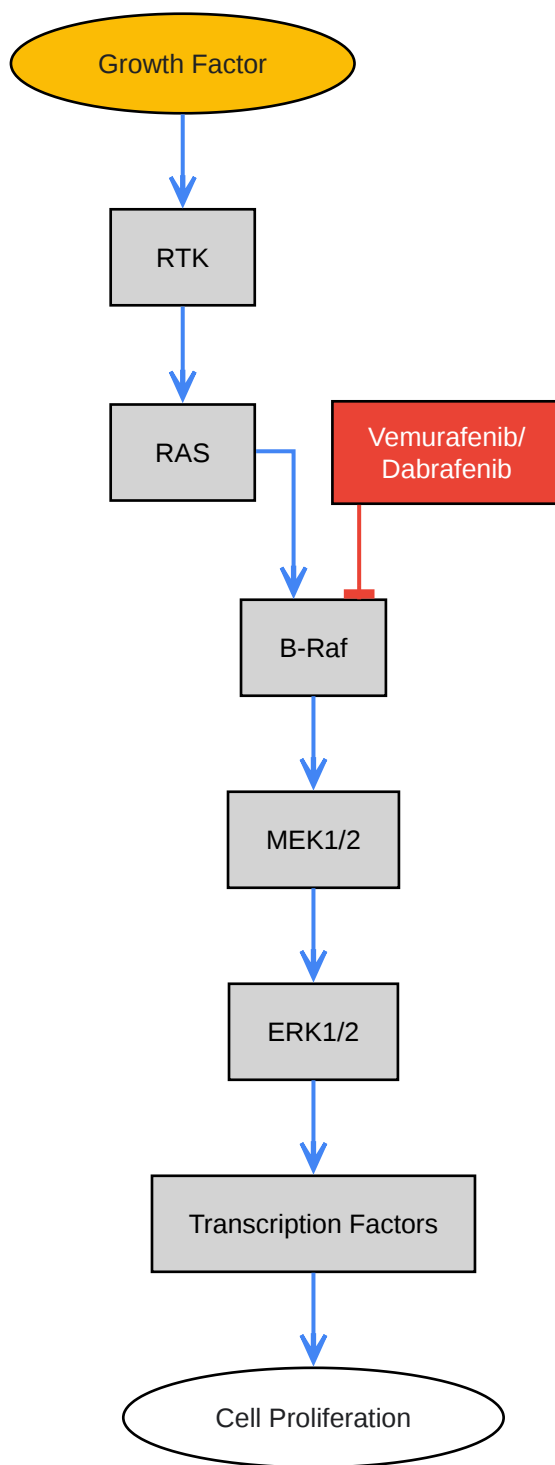 Growth Factor
RTK
RAS
Vemurafenib/
Dabrafenib
B-Raf
MEK1/2
ERK1/2
Transcription Factors
Cell Proliferation